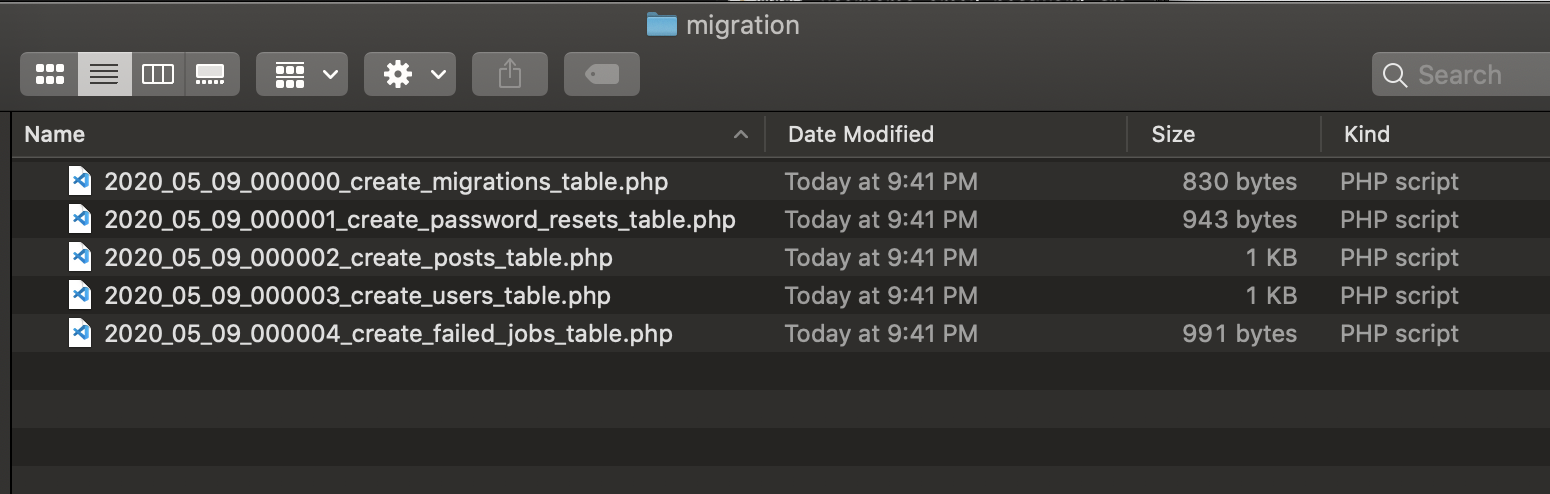 migration
Search
Name Date Modified Size Kind
2020_05_09_000000_create_migrations_table.php Today at 9:41 PM 830 bytes PHP script
2020_05_09_000001_create_password_resets_table.php Today at 9:41 PM 943 bytes PHP script
2020_05_09_000002_create_posts_table.php Today at 9:41 PM 1 KB PHP script
2020_05_09_000003_create_users_table.php Today at 9:41 PM 1 KB PHP script
2020_05_09_000004_create_failed_jobs_table.php Today at 9:41 PM 991 bytes PHP script